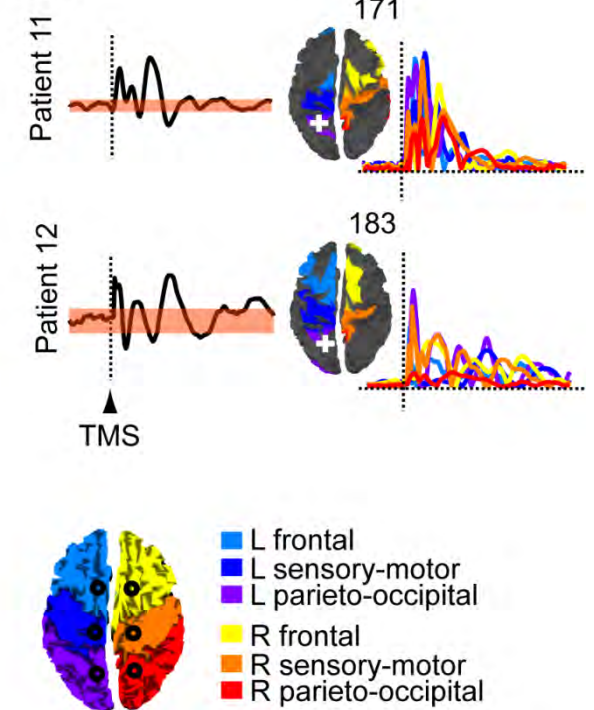 171
Patient 11
183
Patient 12
TMS
L frontal
L sensory-motor
L parieto-occipital
R frontal
R sensory-motor
R parieto-occipital